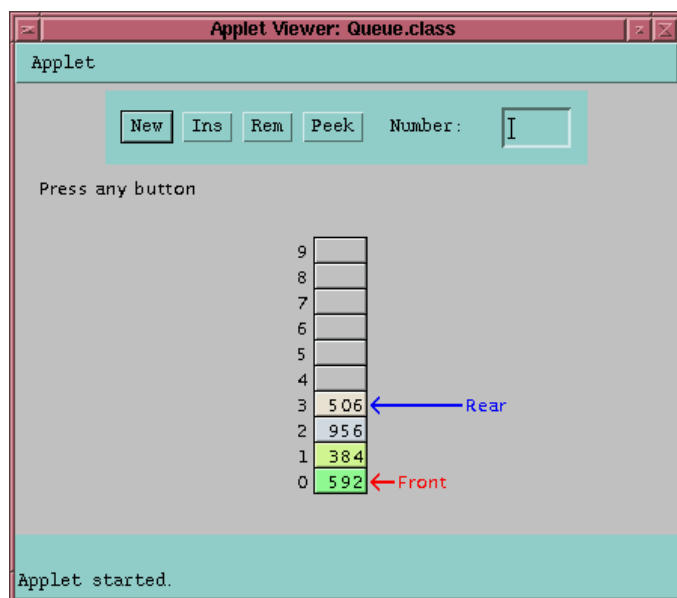 Applet Viewer: Queue.class
Applet
New Ins Rem Peek Number:
Press any button
9
8
7
6
5
4
3 506 Rear
2 956
1 384
0 592 Front
Applet started.